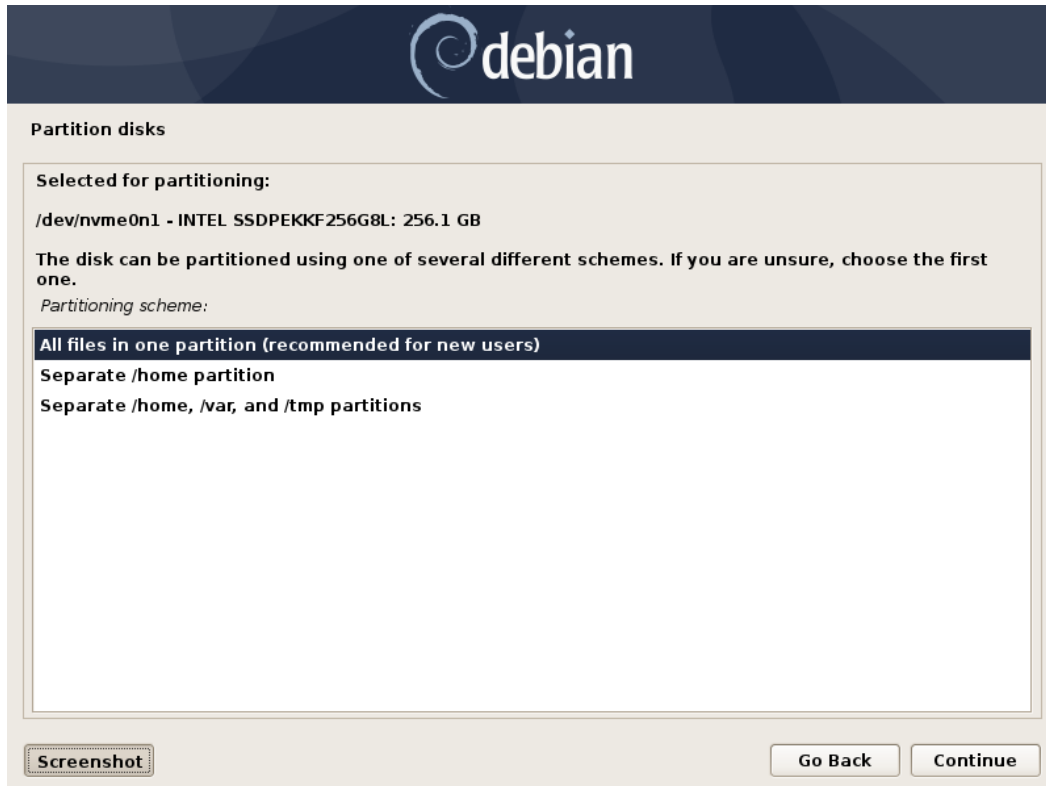 debian
Partition disks
Selected for partitioning:
/dev/nvme0n1 - INTEL SSDPEKKF256G8L: 256.1 GB
The disk can be partitioned using one of several different schemes. If you are unsure, choose the first
one.
Partitioning scheme:
All files in one partition (recommended for new users)
Separate /home partition
Separate /home, /var, and /tmp partitions
Screenshot
Go Back
Continue